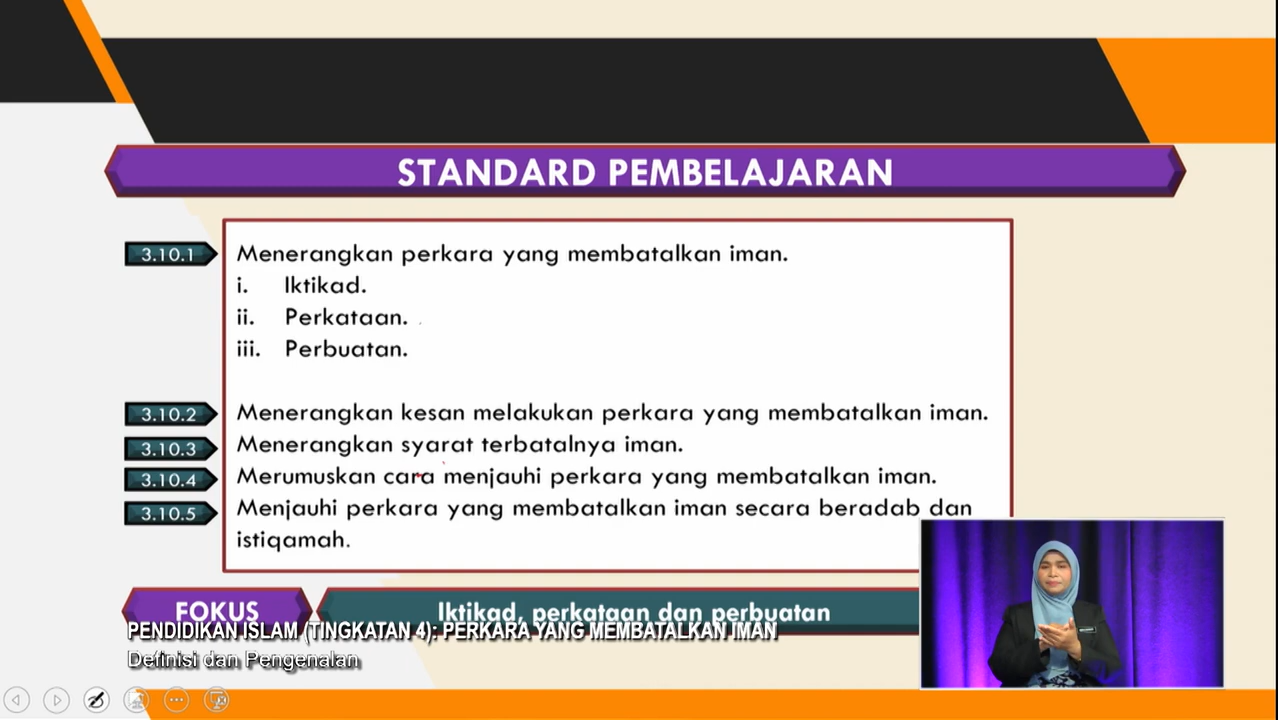 STANDARD PEMBELAJARAN
3.10.1 Menerangkan perkara yang membatalkan iman.
i. Iktikad.
ii. Perkataan.
iii. Perbuatan.
3.10.2 Menerangkan kesan melakukan perkara yang membatalkan iman.
3.10.3 Menerangkan syarat terbatalnya iman.
3.10.4 Merumuskan cara menjauhi perkara yang membatalkan iman.
3.10.5 Menjauhi perkara yang membatalkan iman secara beradab dan
istiqamah.
FOKUS Iktikad, perkataan dan perbuatan
PENDIDIKAN ISLAM (TINGKATAN 4): PERKARA YANG MEMBATALKAN IMAN
Definisi dan Pengenalan